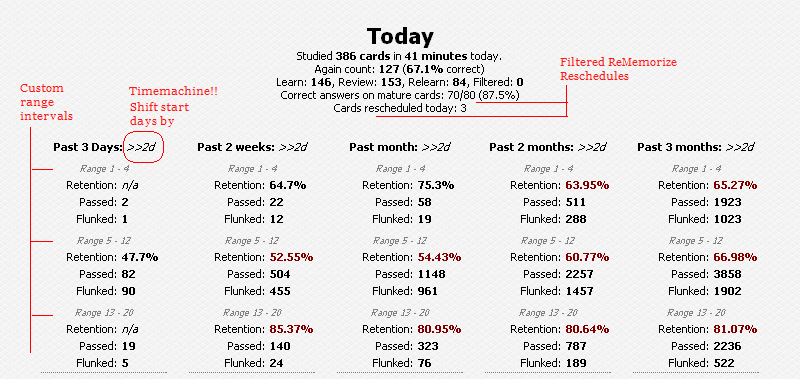 Today
Studied 386 cards in 41 minutes today.
Again count: 127 (67.1% correct)
Learn: 146, Review: 153, Relearn: 84, Filtered: 0
Correct answers on mature cards: 70/80 (87.5%)
Cards rescheduled today: 3
Filtered ReMemorize
Reschedules
Custom
range
intervals
Timemachine!!
Shift start
days by
Past 3 Days: >>2d
Range 1 - 4
Retention: n/a
Passed: 2
Flunked: 1
Range 5 - 12
Retention: 47.7%
Passed: 82
Flunked: 90
Range 13 - 20
Retention: n/a
Passed: 19
Flunked: 5
Past 2 weeks: >>2d
Range 1 - 4
Retention: 64.7%
Passed: 22
Flunked: 12
Range 5 - 12
Retention: 52.55%
Passed: 504
Flunked: 455
Range 13 - 20
Retention: 85.37%
Passed: 140
Flunked: 24
Past month: >>2d
Range 1 - 4
Retention: 75.3%
Passed: 58
Flunked: 19
Range 5 - 12
Retention: 54.43%
Passed: 1148
Flunked: 961
Range 13 - 20
Retention: 80.95%
Passed: 323
Flunked: 76
Past 2 months: >>2d
Range 1 - 4
Retention: 63.95%
Passed: 511
Flunked: 288
Range 5 - 12
Retention: 60.77%
Passed: 2257
Flunked: 1457
Range 13 - 20
Retention: 80.64%
Passed: 787
Flunked: 189
Past 3 months: >>2d
Range 1 - 4
Retention: 65.27%
Passed: 1923
Flunked: 1023
Range 5 - 12
Retention: 66.98%
Passed: 3858
Flunked: 1902
Range 13 - 20
Retention: 81.07%
Passed: 2236
Flunked: 522